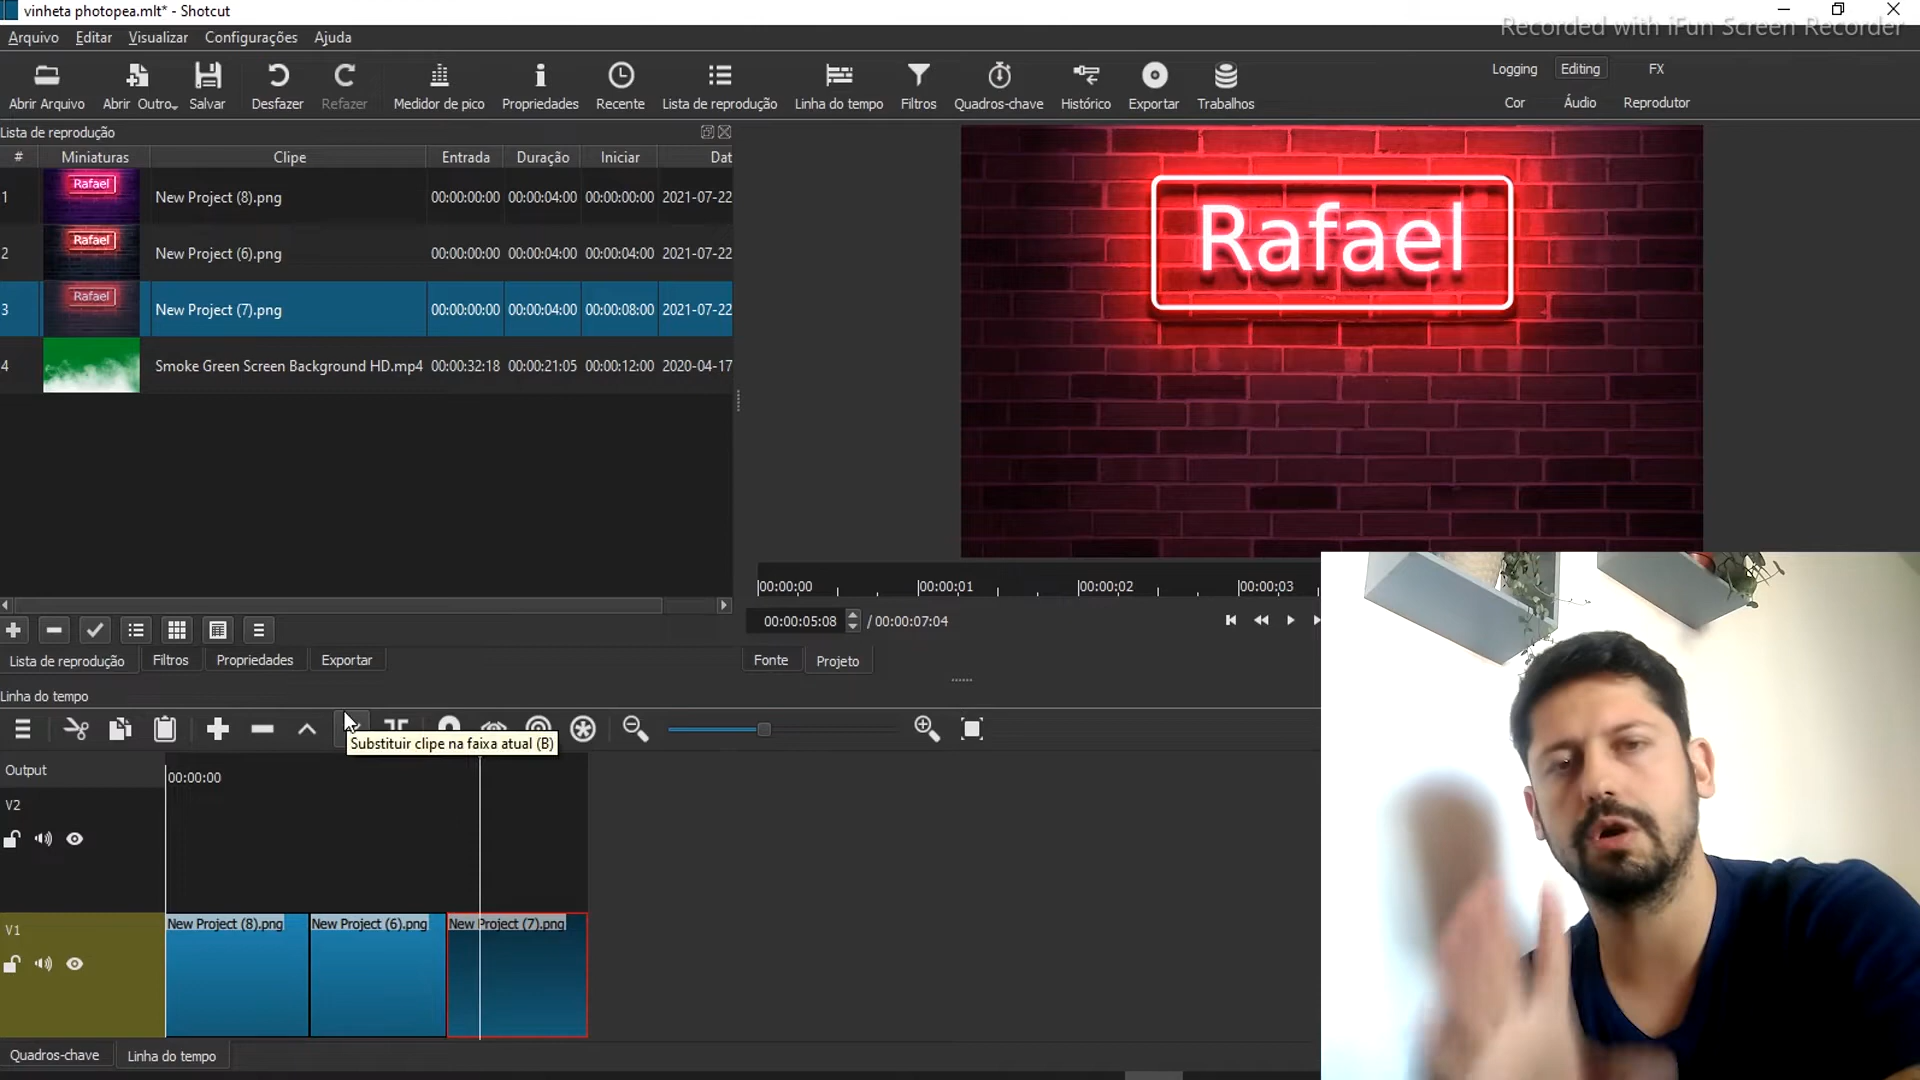 vinheta photopea.mlt* - Shotcut
Recorded with iFun Screen Recorder
Arquivo Editar Visualizar Configurações Ajuda
Abrir Arquivo Abrir Outro... Salvar Desfazer Refazer Medidor de pico Propriedades Recente Lista de reprodução Linha do tempo Filtros Quadros-chave Histórico Exportar Trabalhos
Logging Editing FX
Cor Áudio Reprodutor
Lista de reprodução
# Miniaturas Clipe Entrada Duração Iniciar Dat
1 Rafael New Project (8).png 00:00:00:00 00:00:04:00 00:00:00:00 2021-07-22
2 Rafael New Project (6).png 00:00:00:00 00:00:04:00 00:00:04:00 2021-07-22
3 Rafael New Project (7).png 00:00:00:00 00:00:04:00 00:00:08:00 2021-07-22
4 Smoke Green Screen Background HD.mp4 00:00:32:18 00:00:21:05 00:00:12:00 2020-04-17
Rafael
00:00:00 00:00:01 00:00:02 00:00:03
00:00:05:08 / 00:00:07:04
Lista de reprodução Filtros Propriedades Exportar
Fonte Projeto
Linha do tempo
Substituir clipe na faixa atual (B)
Output 00:00:00
V2
V1 New Project (8).png New Project (6).png New Project (7).png
Quadros-chave Linha do tempo